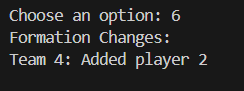 Choose an option: 6
Formation Changes:
Team 4: Added player 2